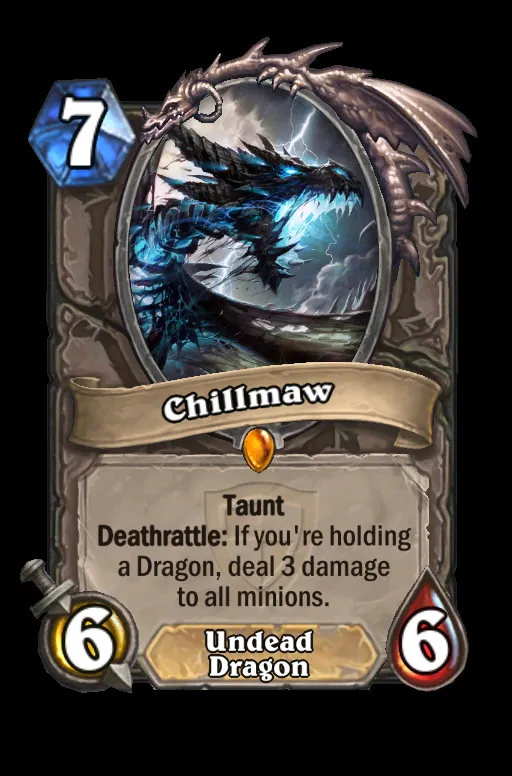 7
Chillmaw
Taunt
Deathrattle: If you're holding
a Dragon, deal 3 damage
to all minions.
6
Undead
Dragon
6